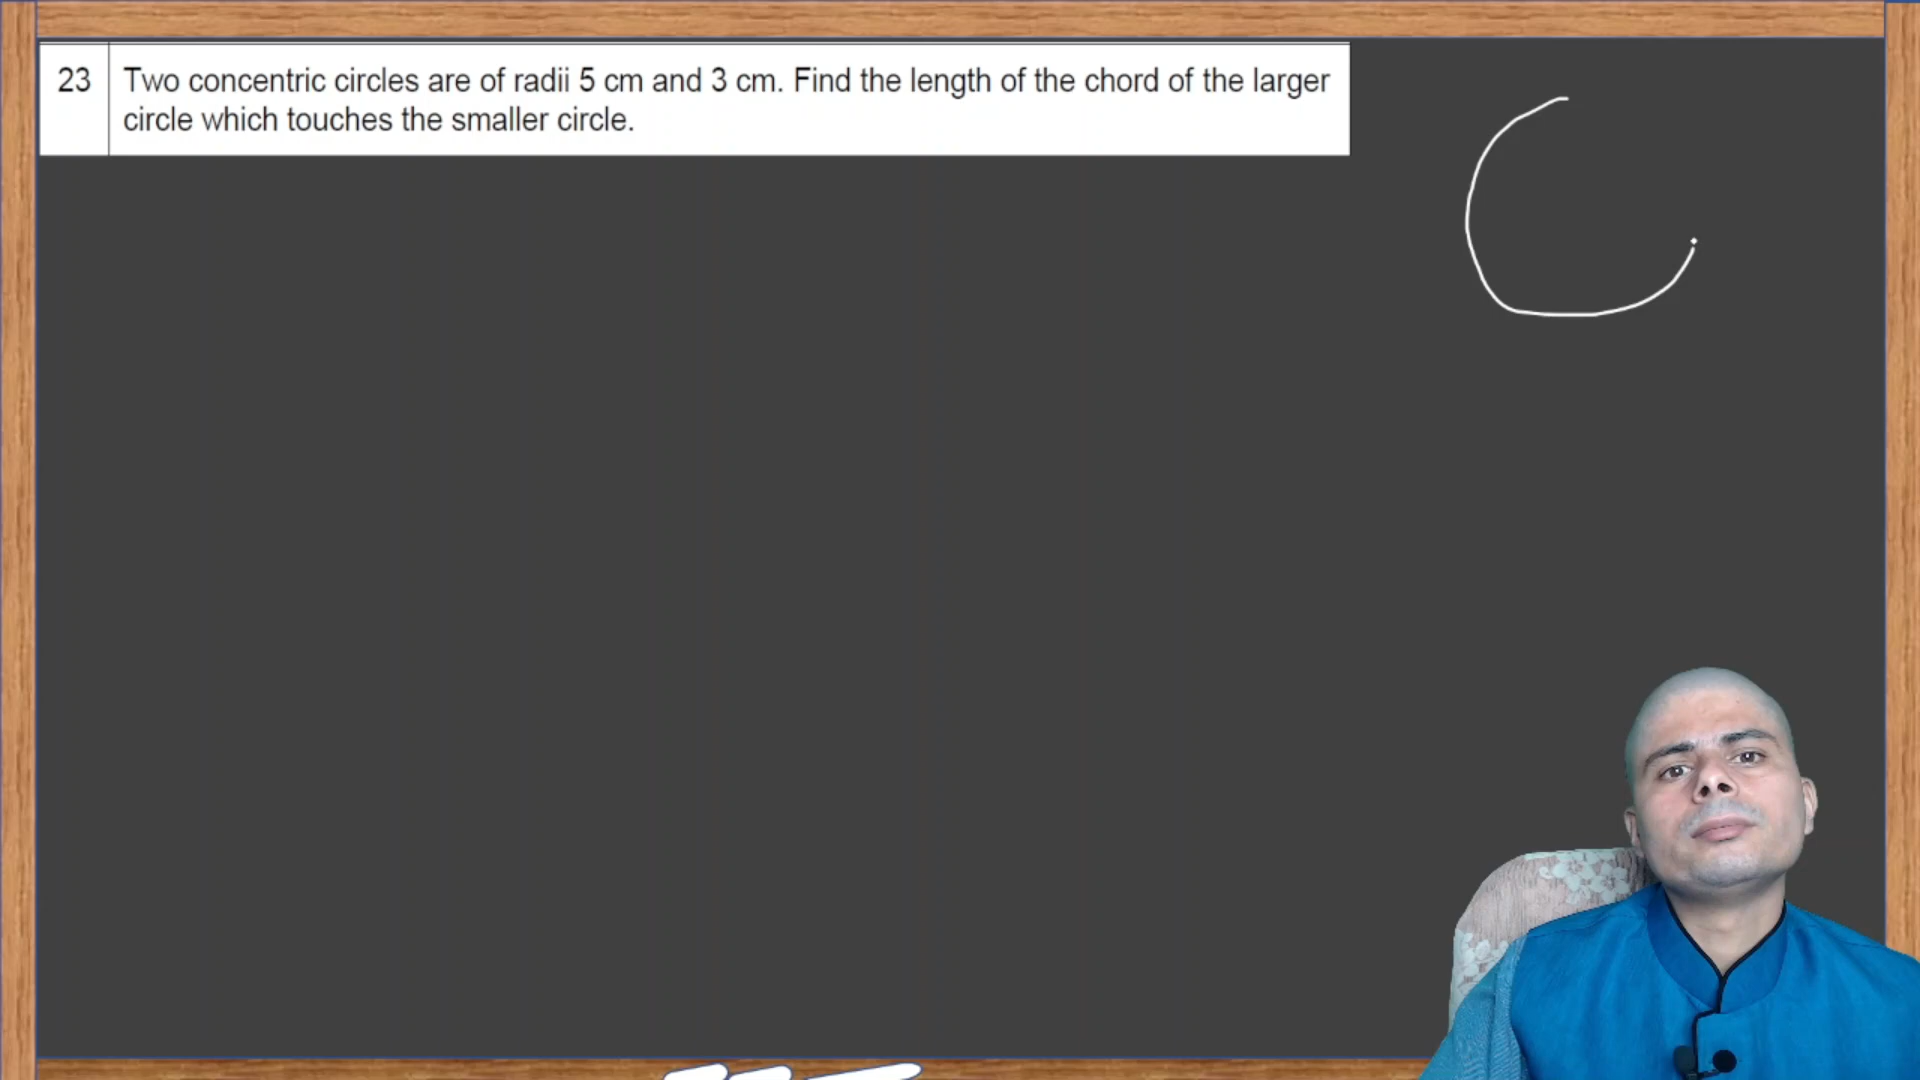 23 Two concentric circles are of radii 5 cm and 3 cm. Find the length of the chord of the larger
circle which touches the smaller circle.